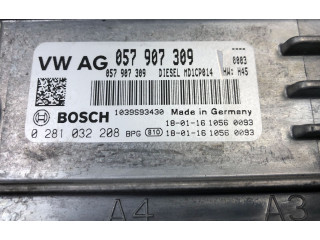 VW AG 057 907 309
057 907 309 DIESEL MD1CP014 HW: H45
0003
BOSCH 1039S93430 Made in Germany
18-01-16 1056 0093
0 281 032 208 BPG 810 18-01-16 1056 0093
A4 A3